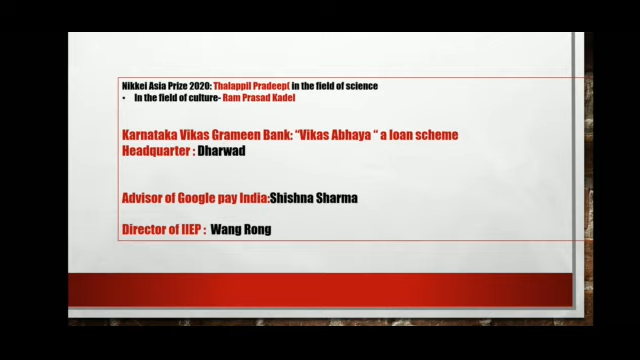 Nikkei Asia Prize 2020: Thalappil Pradeep( in the field of science
• In the field of culture- Ram Prasad Kadel
Karnataka Vikas Grameen Bank: “Vikas Abhaya “ a loan scheme
Headquarter : Dharwad
Advisor of Google pay India:Shishna Sharma
Director of IIEP : Wang Rong